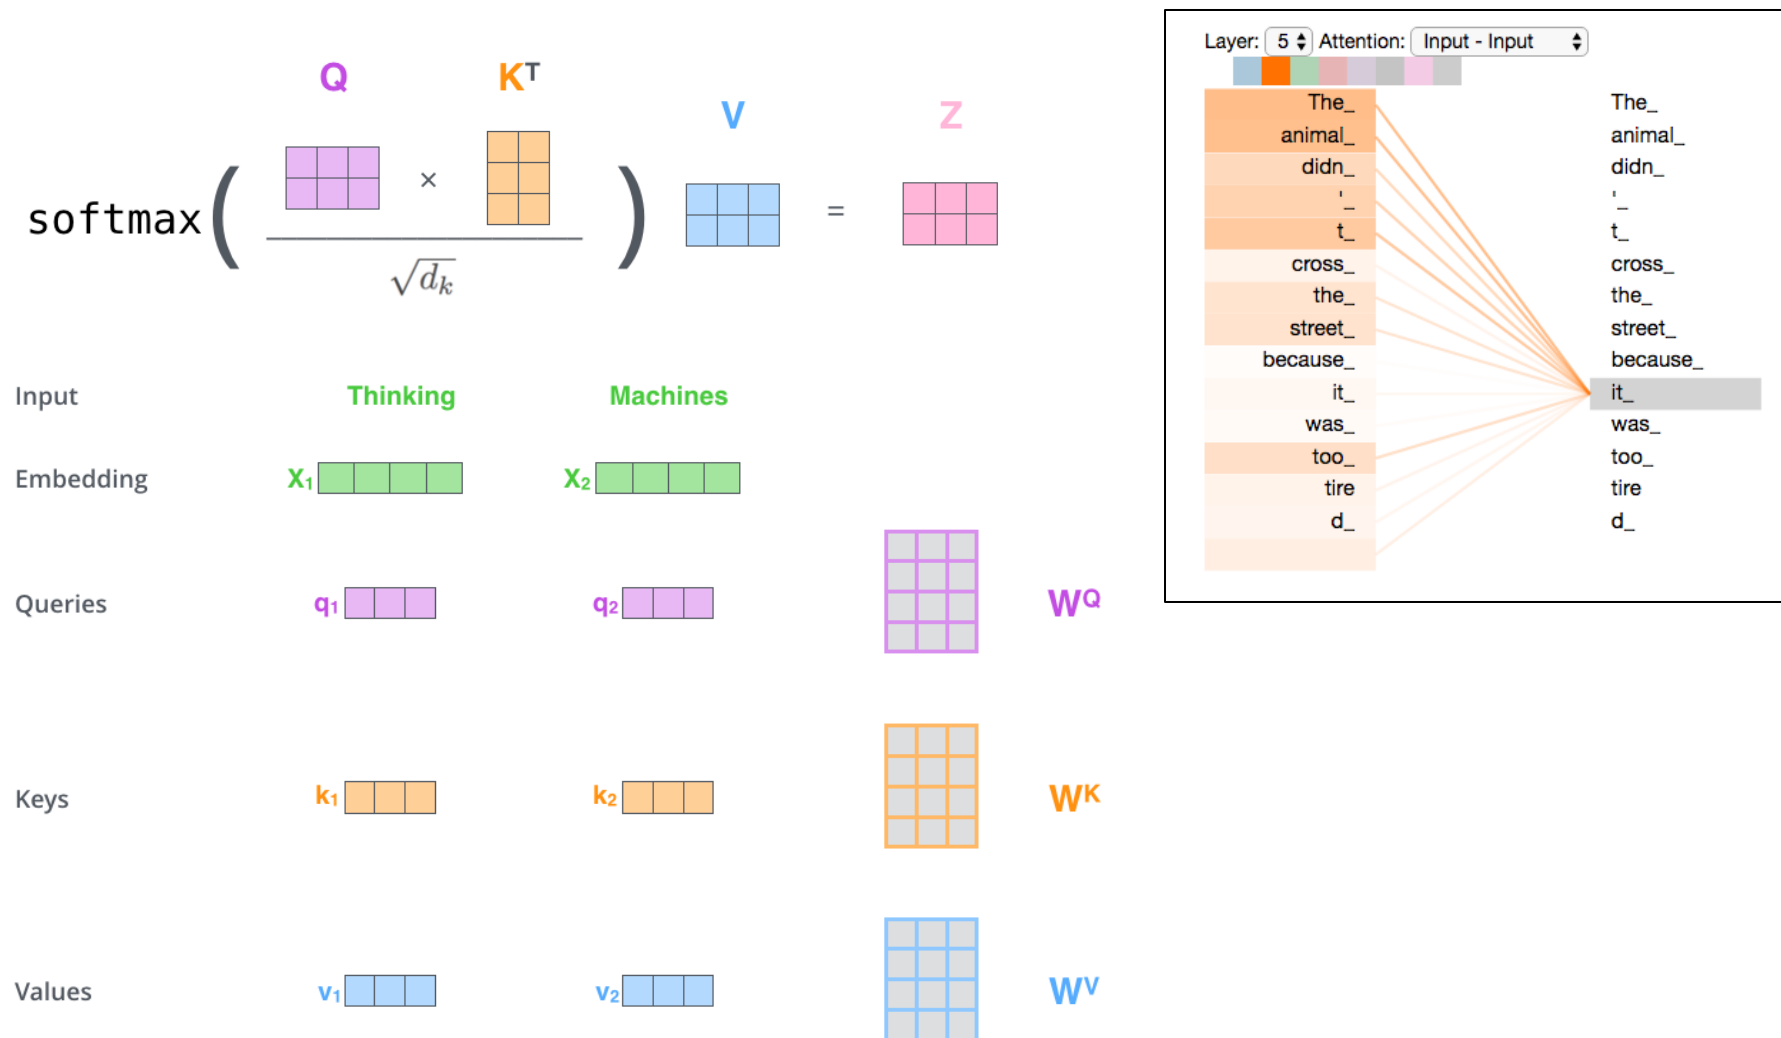 Q
Kᵀ
V
Z
softmax( × ) =
√dₖ
Input Thinking Machines
Embedding X₁ X₂
Queries q₁ q₂ W^Q
Keys k₁ k₂ W^K
Values v₁ v₂ W^V
Layer: 5 Attention: Input - Input
The_ The_
animal_ animal_
didn_ didn_
'_ '_
t_ t_
cross_ cross_
the_ the_
street_ street_
because_ because_
it_ it_
was_ was_
too_ too_
tire tire
d_ d_